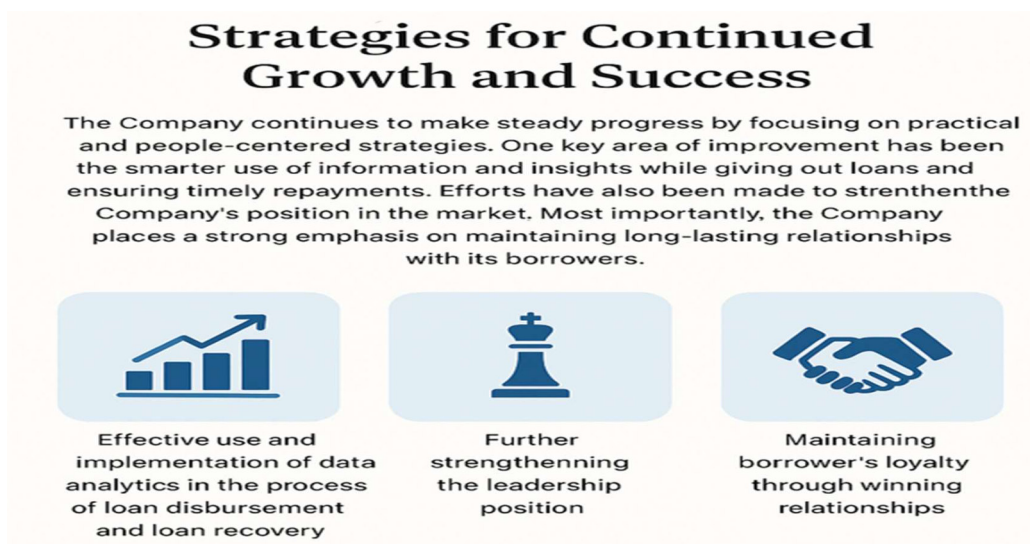 Strategies for Continued
Growth and Success
The Company continues to make steady progress by focusing on practical
and people-centered strategies. One key area of improvement has been
the smarter use of information and insights while giving out loans and
ensuring timely repayments. Efforts have also been made to strenthenthe
Company's position in the market. Most importantly, the Company
places a strong emphasis on maintaining long-lasting relationships
with its borrowers.
Effective use and
implementation of data
analytics in the process
of loan disbursement
and loan recovery
Further
strengthenning
the leadership
position
Maintaining
borrower's loyalty
through winning
relationships